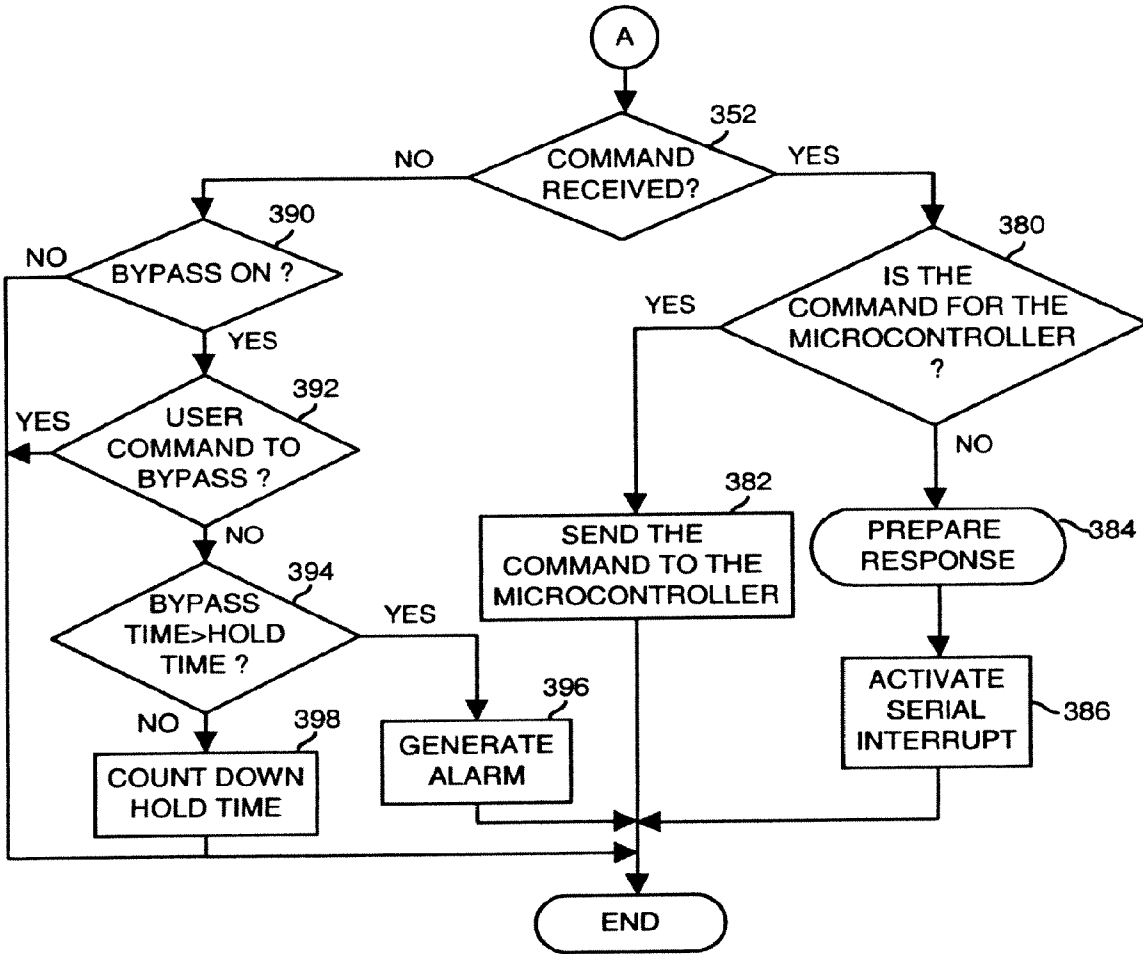 A
352
COMMAND
RECEIVED?
NO
YES
390
BYPASS ON ?
NO
YES
380
IS THE
COMMAND FOR THE
MICROCONTROLLER
?
YES
NO
392
USER
COMMAND TO
BYPASS ?
YES
NO
382
SEND THE
COMMAND TO THE
MICROCONTROLLER
384
PREPARE
RESPONSE
394
BYPASS
TIME>HOLD
TIME ?
YES
NO
396
GENERATE
ALARM
386
ACTIVATE
SERIAL
INTERRUPT
398
COUNT DOWN
HOLD TIME
END